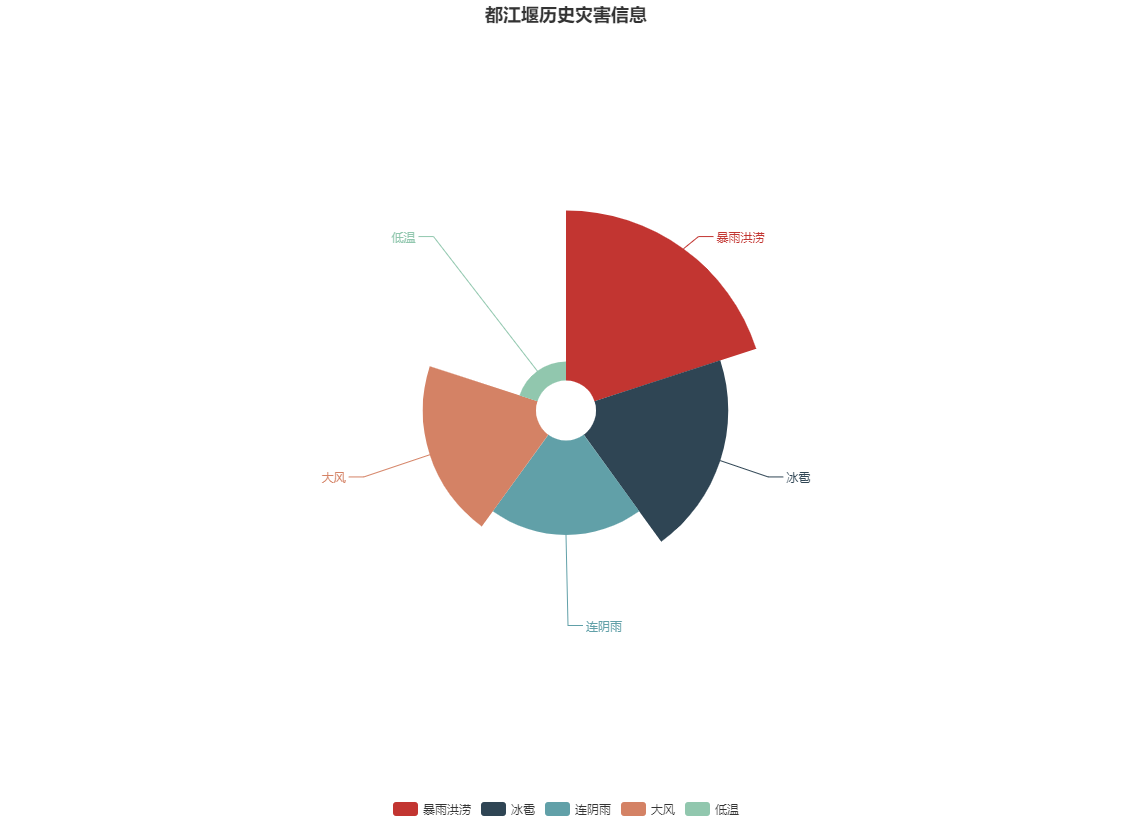 都江堰历史灾害信息
低温
暴雨洪涝
大风
冰雹
连阴雨
暴雨洪涝 冰雹 连阴雨 大风 低温